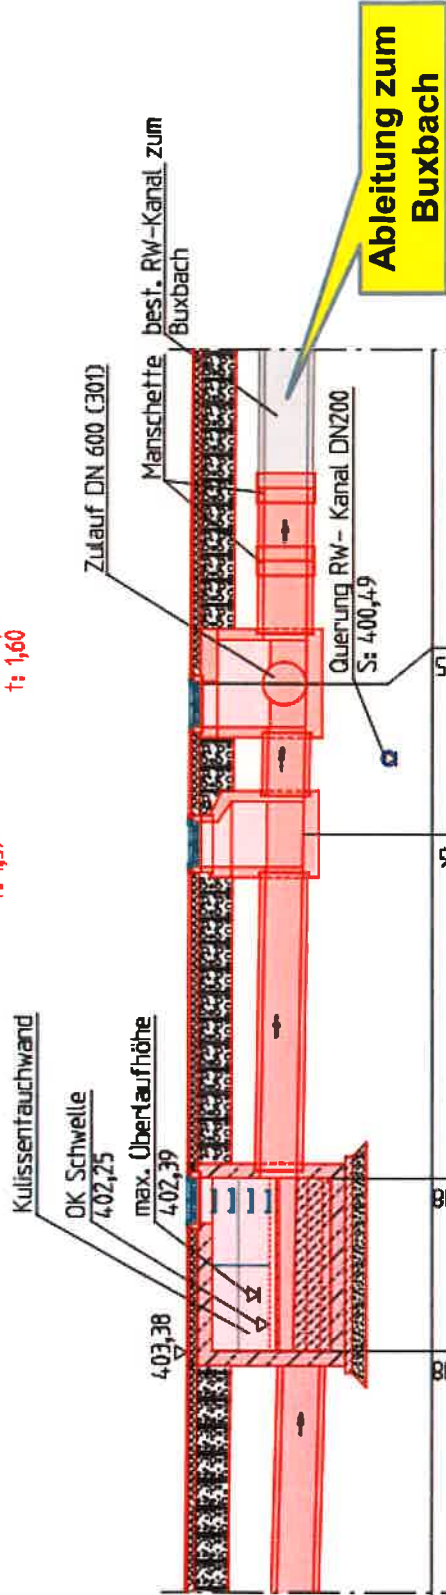 t: 1,60
Kulissentauchwand
OK Schwelle
402,25
max. Überlaufhöhe
402,39
403,38
Zulauf DN 600 (301)
Manschette
best. RW-Kanal zum
Buxbach
Querung RW- Kanal DN200
S: 400,49
Ableitung zum
Buxbach